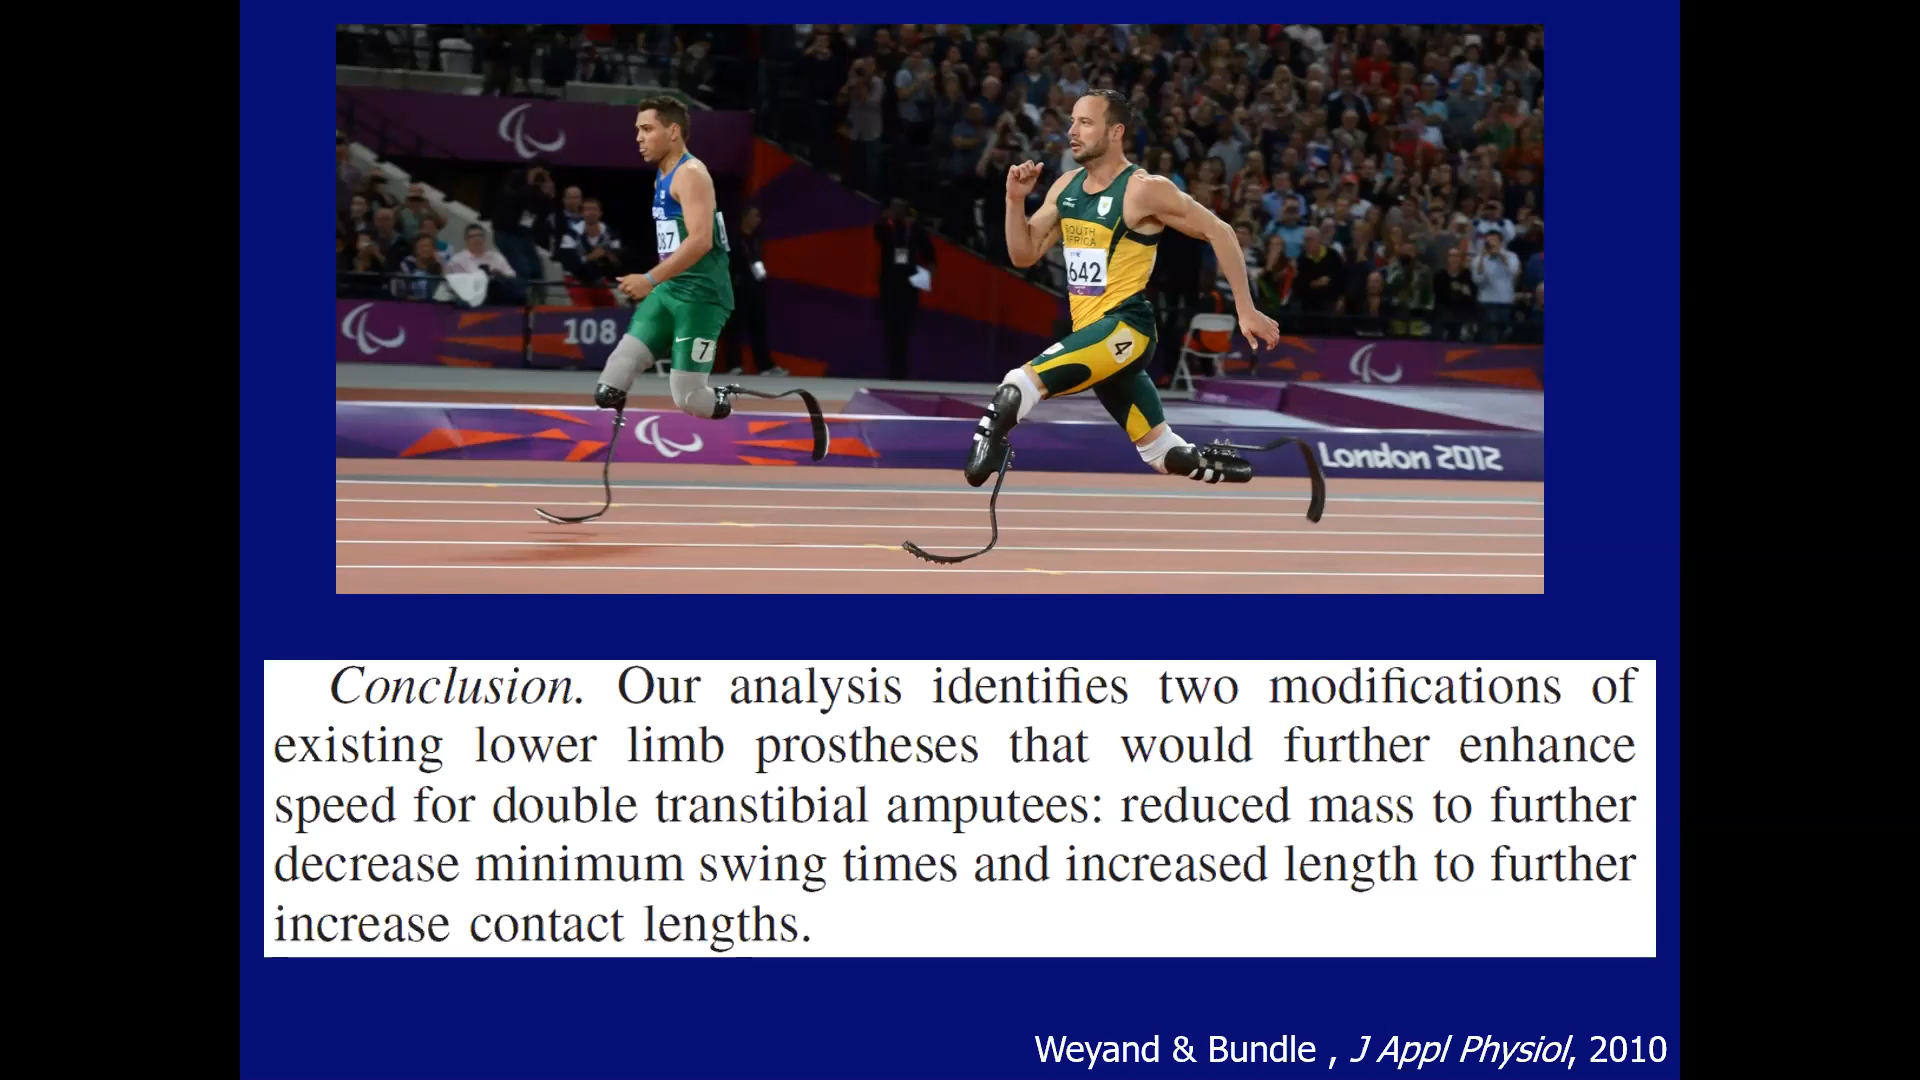 087
108
7
SOUTH
AFRICA
642
4
London 2012
Conclusion. Our analysis identifies two modifications of
existing lower limb prostheses that would further enhance
speed for double transtibial amputees: reduced mass to further
decrease minimum swing times and increased length to further
increase contact lengths.
Weyand & Bundle , J Appl Physiol, 2010